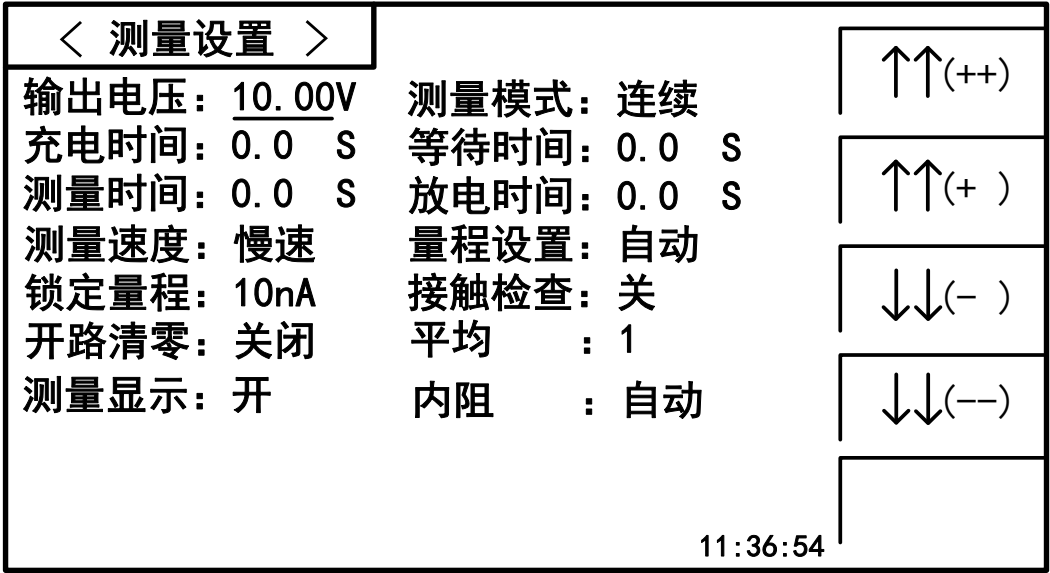 < 测量设置 >
输出电压：10.00V 测量模式：连续
充电时间：0.0 S 等待时间：0.0 S
测量时间：0.0 S 放电时间：0.0 S
测量速度：慢速 量程设置：自动
锁定量程：10nA 接触检查：关
开路清零：关闭 平均 ：1
测量显示：开 内阻 ：自动
↑↑(++)
↑↑(+ )
↓↓(- )
↓↓(--)
11:36:54